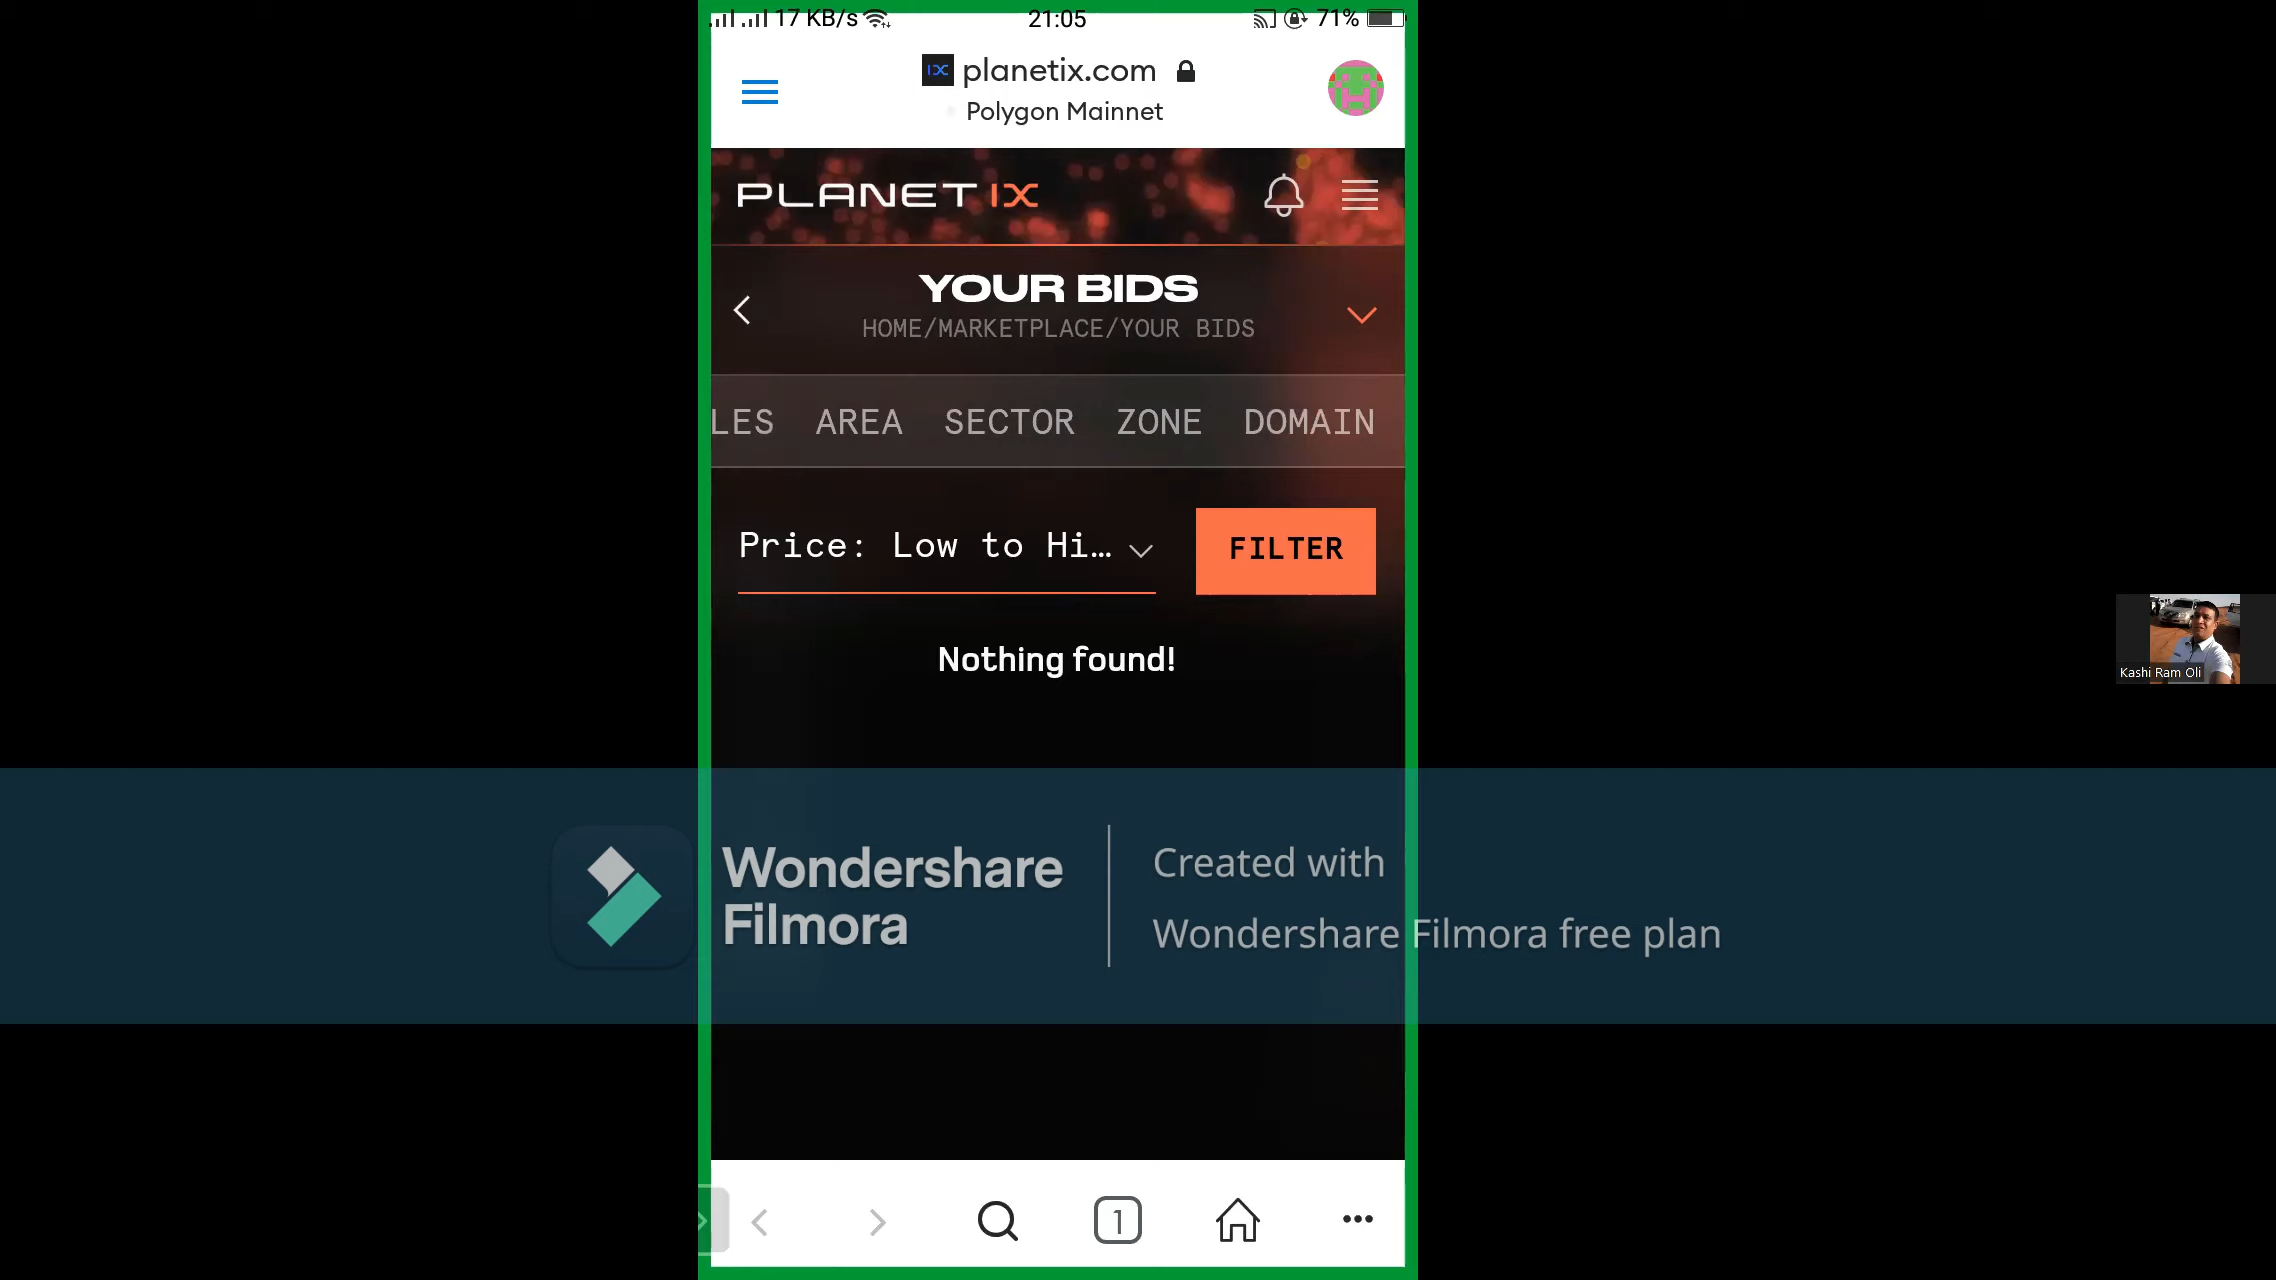 17 KB/s
21:05
71%
planetix.com
Polygon Mainnet
PLANET IX
YOUR BIDS
HOME/MARKETPLACE/YOUR BIDS
LES AREA SECTOR ZONE DOMAIN
Price: Low to Hi...
FILTER
Nothing found!
Kashi Ram Oli
Wondershare
Filmora
Created with
Wondershare Filmora free plan
1